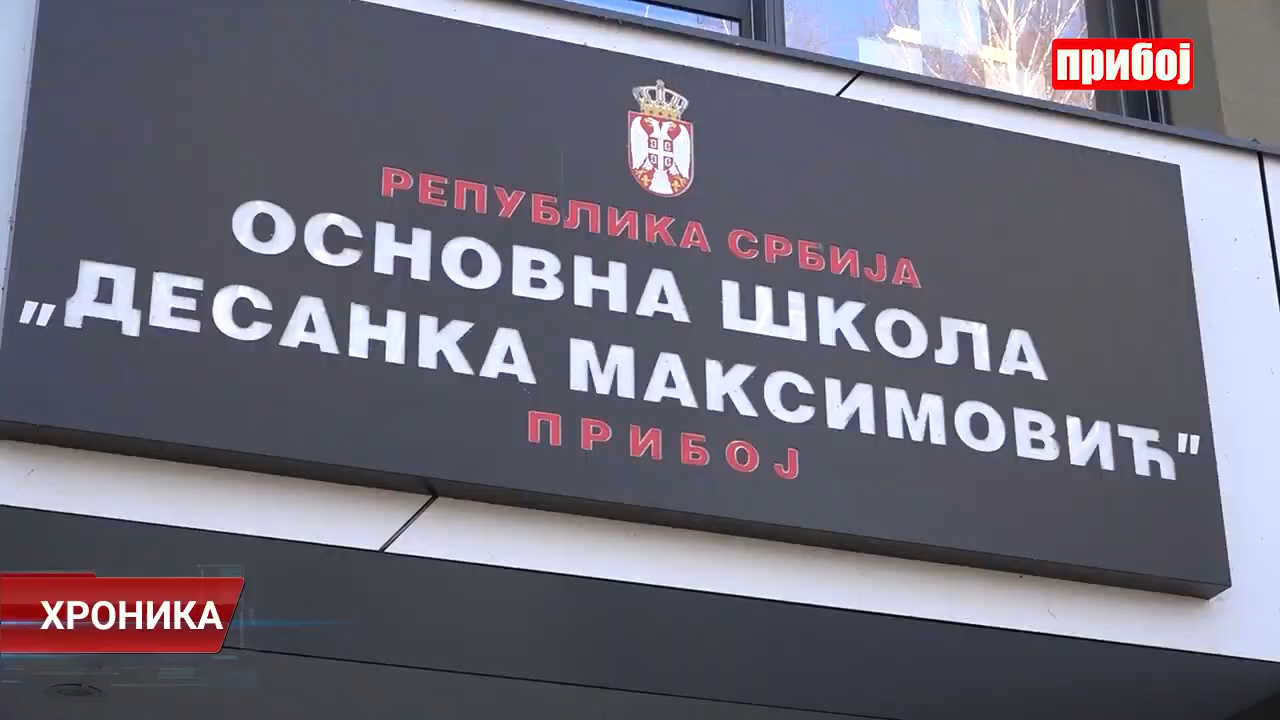 прибој
РЕПУБЛИКА СРБИЈА
ОСНОВНА ШКОЛА
„ДЕСАНКА МАКСИМОВИЋ"
ПРИБОЈ
ХРОНИКА